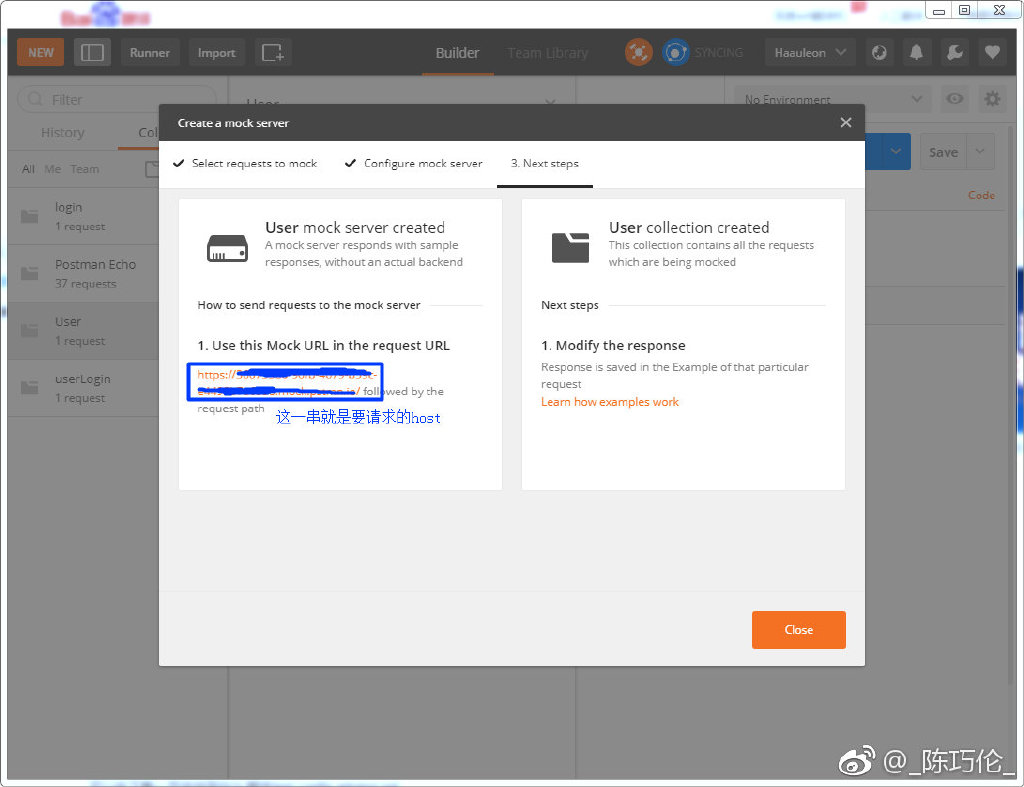 NEW
Runner
Import
Builder
Team Library
SYNCING
Haauleon
Filter
No Environment
History
All Me Team
Save
Code
login
1 request
Postman Echo
37 requests
User
1 request
userLogin
1 request
Create a mock server
Select requests to mock
Configure mock server
3. Next steps
User mock server created
A mock server responds with sample
responses, without an actual backend
How to send requests to the mock server
1. Use this Mock URL in the request URL
https://
followed by the
request path
这一串就是要请求的host
User collection created
This collection contains all the requests
which are being mocked
Next steps
1. Modify the response
Response is saved in the Example of that particular
request
Learn how examples work
Close
@_陈巧伦_